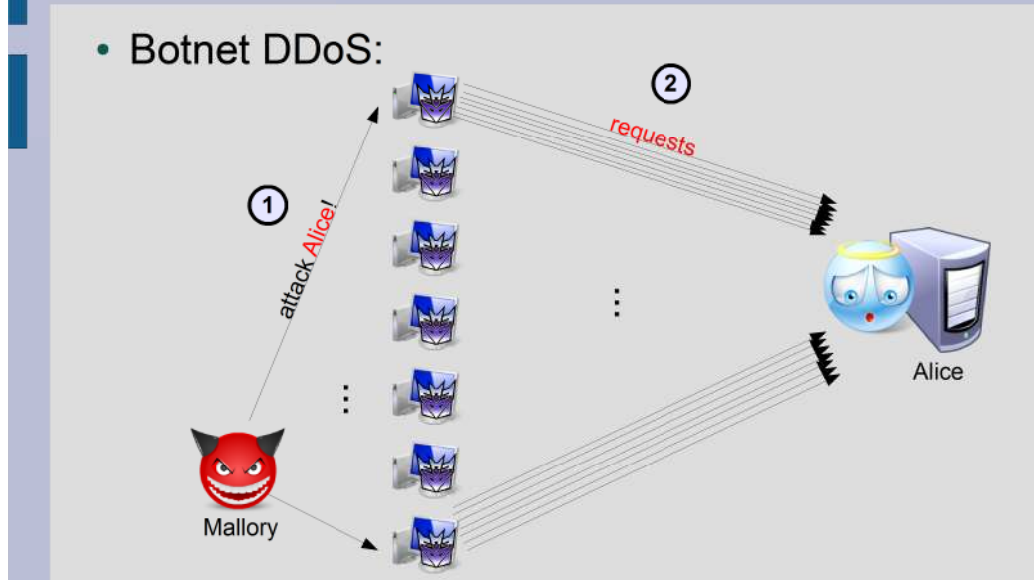 • Botnet DDoS:
2
requests
1
attack Alice!
⋮
⋮
Alice
Mallory